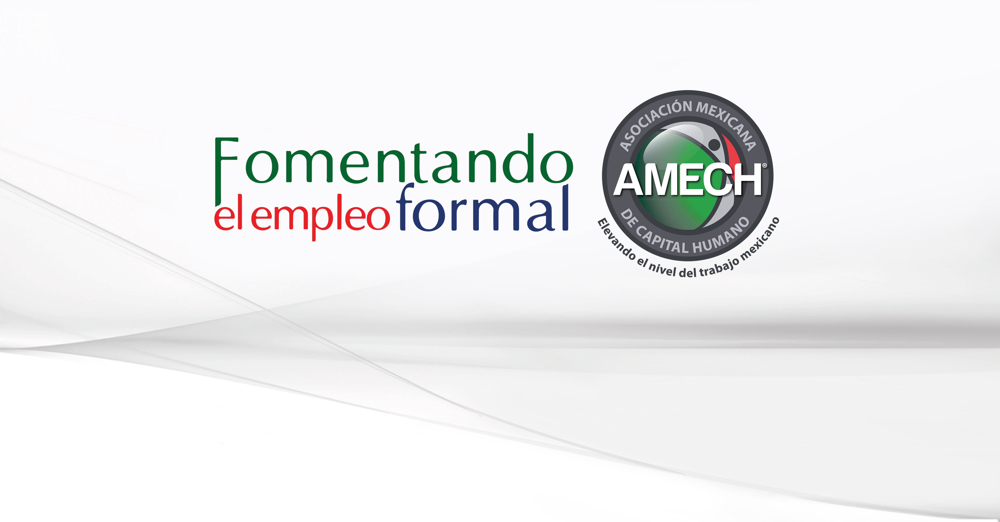 Fomentando
el empleo formal
ASOCIACIÓN MEXICANA
AMECH®
DE CAPITAL HUMANO
Elevando el nivel del trabajo mexicano